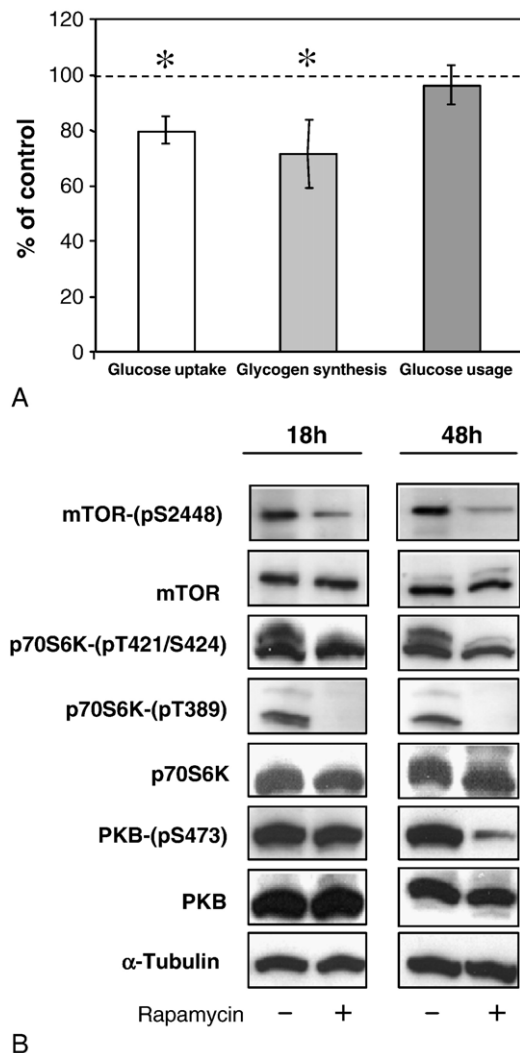 120
100
80
60
40
20
0
% of control
* *
Glucose uptake Glycogen synthesis Glucose usage
A
18h 48h
mTOR-(pS2448)
mTOR
p70S6K-(pT421/S424)
p70S6K-(pT389)
p70S6K
PKB-(pS473)
PKB
α-Tubulin
Rapamycin − + − +
B